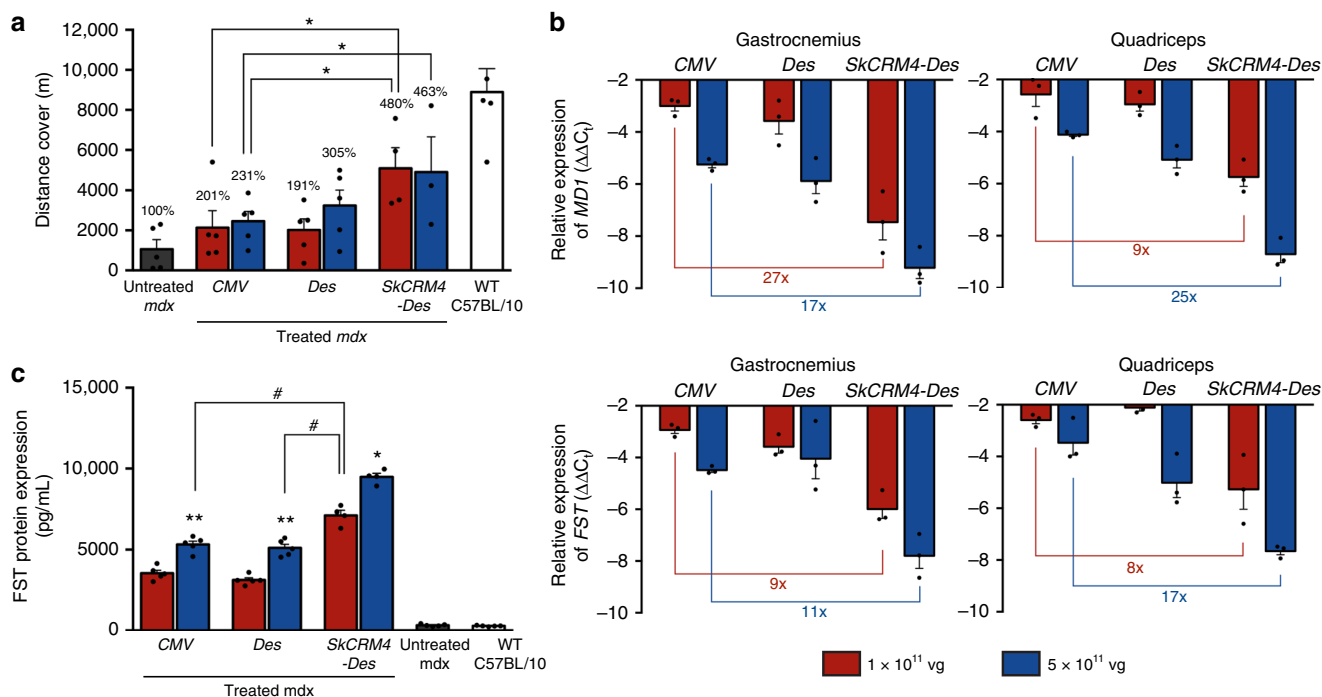 a
12,000
10,000
8000
6000
4000
2000
0
Distance cover (m)
*
*
*
100%
201%
231%
191%
305%
480%
463%
Untreated
mdx
CMV
Des
SkCRM4
-Des
WT
C57BL/10
Treated mdx
b
Gastrocnemius
CMV
Des
SkCRM4-Des
−2
−4
−6
−8
−10
Relative expression
of MD1 (ΔΔCt)
27x
17x
Quadriceps
CMV
Des
SkCRM4-Des
−2
−4
−6
−8
−10
9x
25x
Gastrocnemius
CMV
Des
SkCRM4-Des
−2
−4
−6
−8
−10
Relative expression
of FST (ΔΔCt)
9x
11x
Quadriceps
CMV
Des
SkCRM4-Des
−2
−4
−6
−8
−10
8x
17x
c
15,000
10,000
5000
0
FST protein expression
(pg/mL)
#
#
**
**
*
CMV
Des
SkCRM4
-Des
Untreated
mdx
WT
C57BL/10
Treated mdx
1 × 10¹¹ vg
5 × 10¹¹ vg